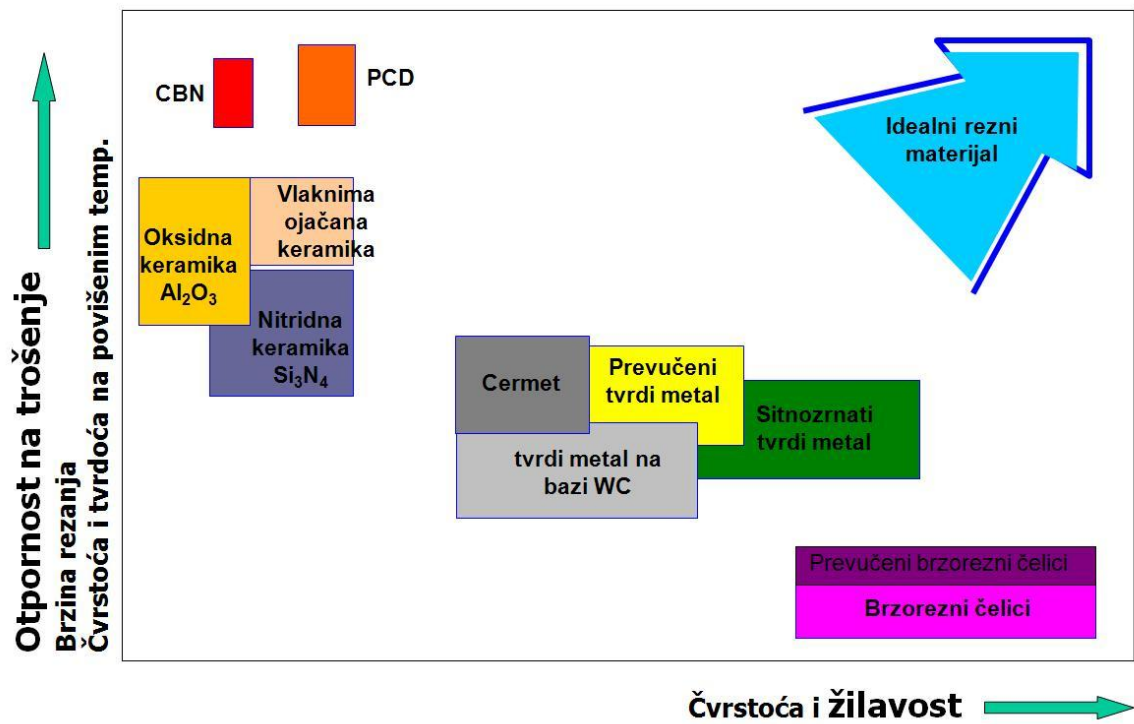 CBN
PCD
Idealni rezni
materijal
Vlaknima
ojačana
keramika
Oksidna
keramika
Al₂O₃
Nitridna
keramika
Si₃N₄
Cermet
Prevučeni
tvrdi metal
Sitnozrnati
tvrdi metal
tvrdi metal na
bazi WC
Prevučeni brzorezni čelici
Brzorezni čelici
Otpornost na trošenje
Brzina rezanja
Čvrstoća i tvrdoća na povišenim temp.
Čvrstoća i žilavost